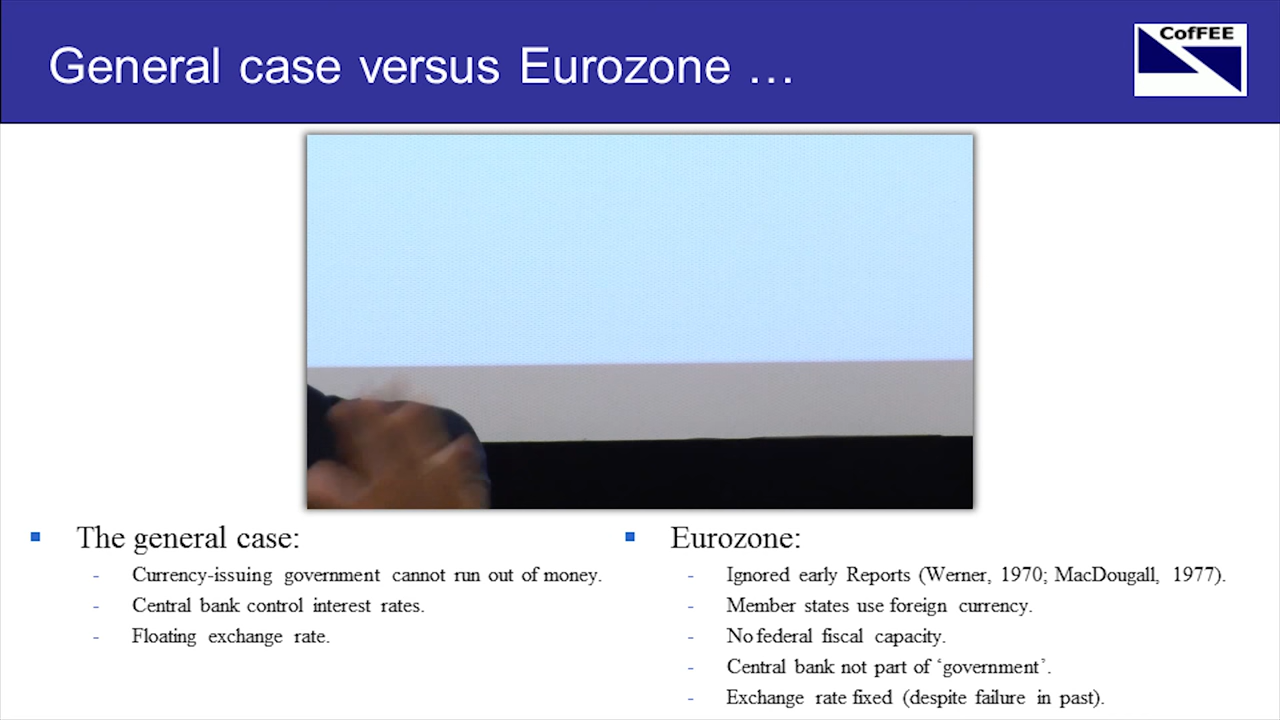 General case versus Eurozone …
CofFEE
The general case:
- Currency-issuing government cannot run out of money.
- Central bank control interest rates.
- Floating exchange rate.
Eurozone:
- Ignored early Reports (Werner, 1970; MacDougall, 1977).
- Member states use foreign currency.
- No federal fiscal capacity.
- Central bank not part of ‘government’.
- Exchange rate fixed (despite failure in past).